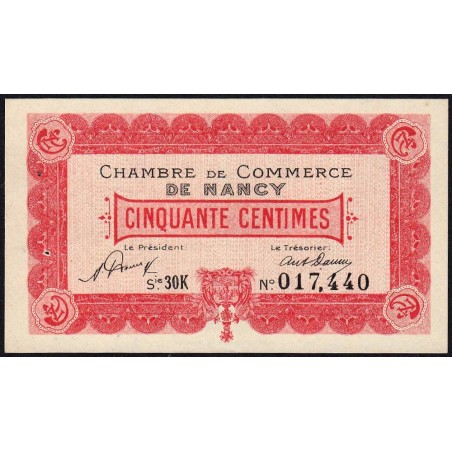 CHAMBRE DE COMMERCE
DE NANCY
CINQUANTE CENTIMES
Le Président Le Trésorier:
Sie 30K No 017,440